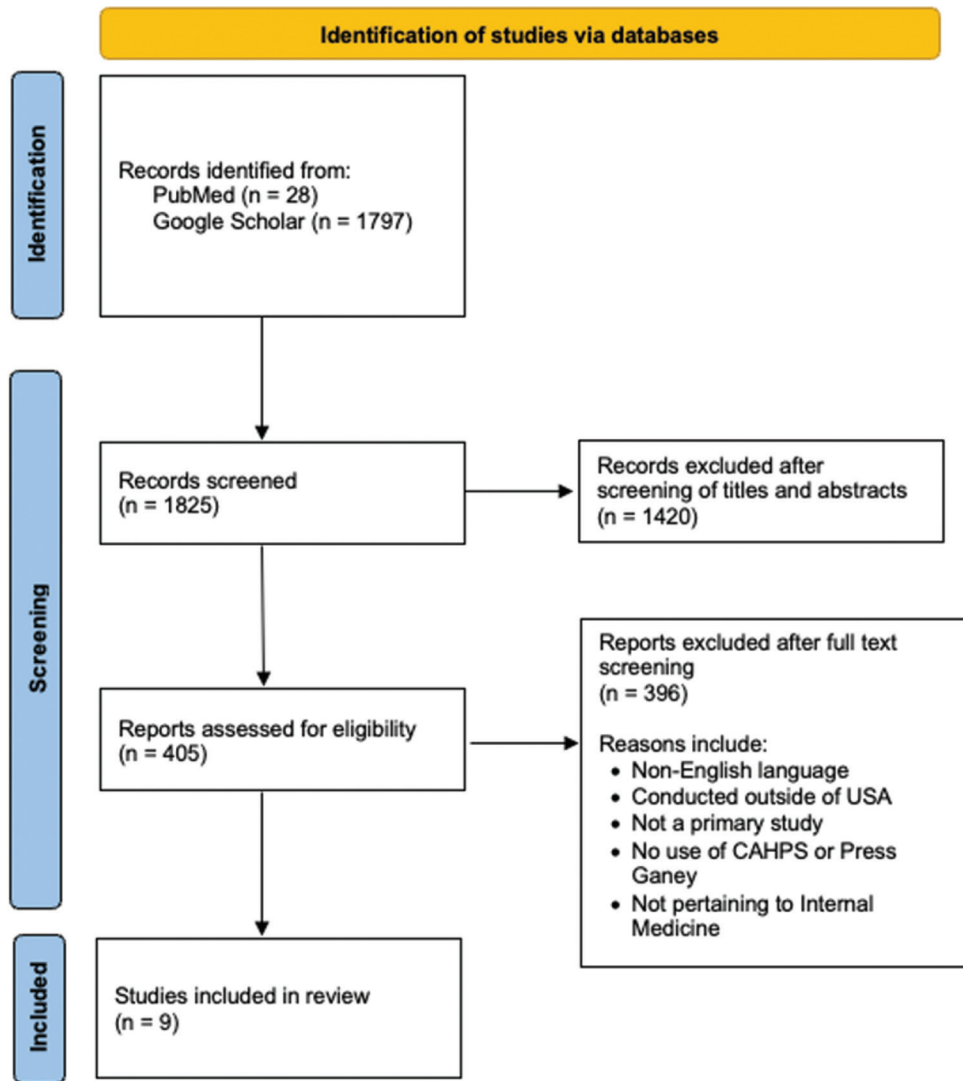 Identification of studies via databases
Identification
Records identified from:
PubMed (n = 28)
Google Scholar (n = 1797)
Screening
Records screened
(n = 1825)
Records excluded after
screening of titles and abstracts
(n = 1420)
Reports assessed for eligibility
(n = 405)
Reports excluded after full text
screening
(n = 396)
Reasons include:
• Non-English language
• Conducted outside of USA
• Not a primary study
• No use of CAHPS or Press
Ganey
• Not pertaining to Internal
Medicine
Included
Studies included in review
(n = 9)